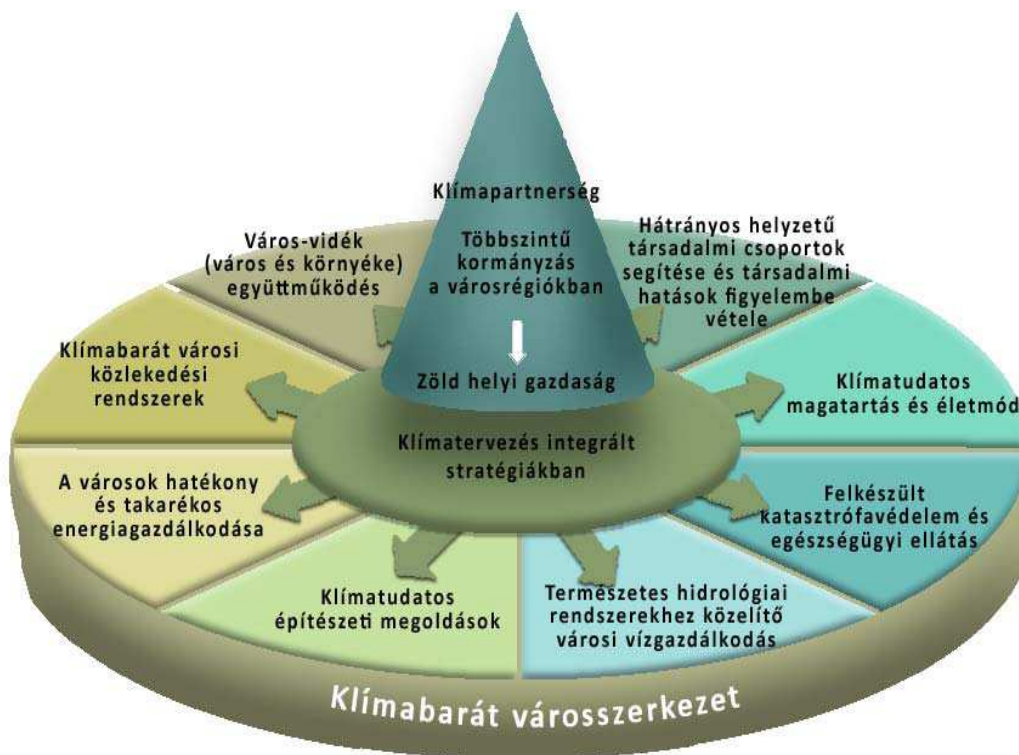 Klímapartnerség
Többszintű
kormányzás
a városrégiókban
Zöld helyi gazdaság
Klímatervezés integrált
stratégiákban
Város-vidék
(város és környéke)
együttműködés
Hátrányos helyzetű
társadalmi csoportok
segítése és társadalmi
hatások figyelembe
vétele
Klímabarát városi
közlekedési
rendszerek
Klímatudatos
magatartás és életmód
A városok hatékony
és takarékos
energiagazdálkodása
Felkészült
katasztrófavédelem és
egészségügyi ellátás
Klímatudatos
építészeti megoldások
Természetes hidrológiai
rendszerekhez közelítő
városi vízgazdálkodás
Klímabarát városszerkezet